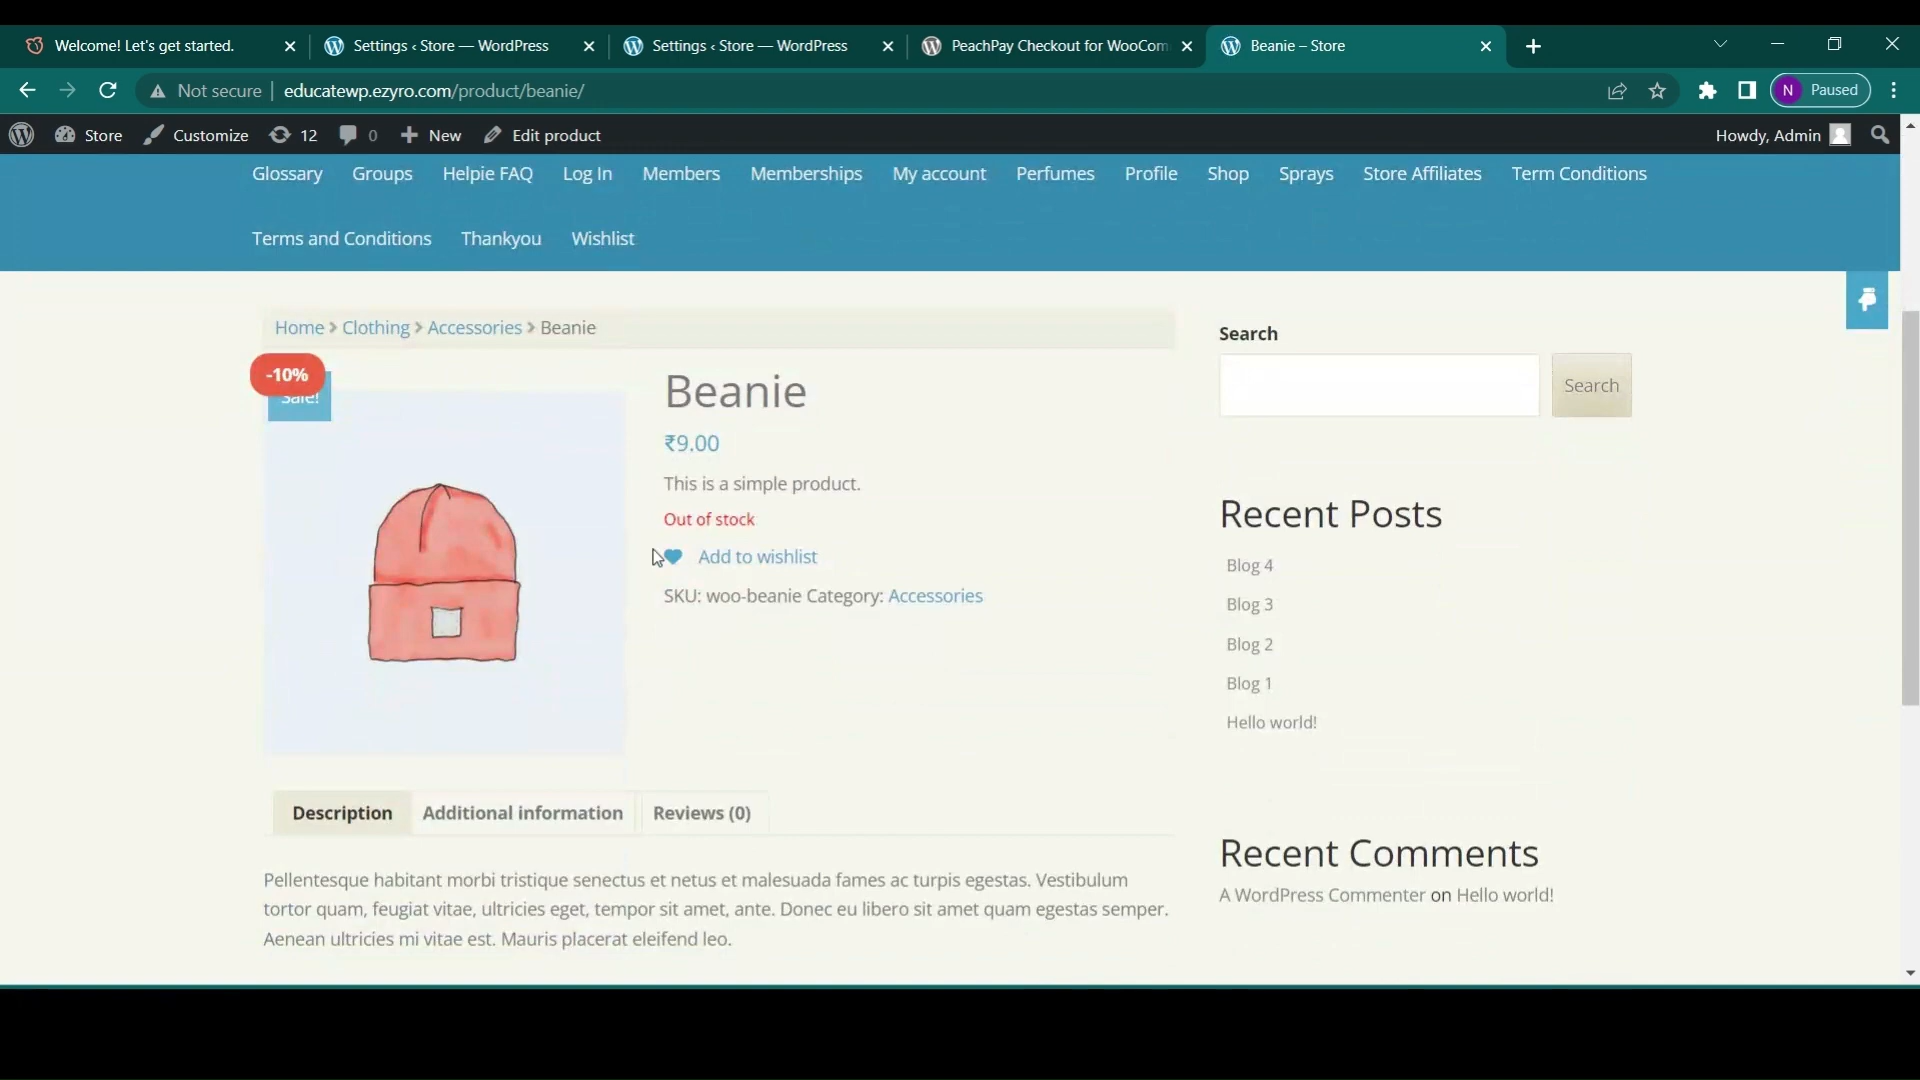 Welcome! Let's get started.
Settings ‹ Store — WordPress
Settings ‹ Store — WordPress
PeachPay Checkout for WooCom
Beanie – Store
Not secure
educatewp.ezyro.com/product/beanie/
N Paused
Store
Customize
12
0
New
Edit product
Howdy, Admin
Glossary Groups Helpie FAQ Log In Members Memberships My account Perfumes Profile Shop Sprays Store Affiliates Term Conditions
Terms and Conditions Thankyou Wishlist
Home > Clothing > Accessories > Beanie
-10%
Sale!
Beanie
₹9.00
This is a simple product.
Out of stock
Add to wishlist
SKU: woo-beanie Category: Accessories
Description Additional information Reviews (0)
Pellentesque habitant morbi tristique senectus et netus et malesuada fames ac turpis egestas. Vestibulum
tortor quam, feugiat vitae, ultricies eget, tempor sit amet, ante. Donec eu libero sit amet quam egestas semper.
Aenean ultricies mi vitae est. Mauris placerat eleifend leo.
Search
Search
Recent Posts
Blog 4
Blog 3
Blog 2
Blog 1
Hello world!
Recent Comments
A WordPress Commenter on Hello world!